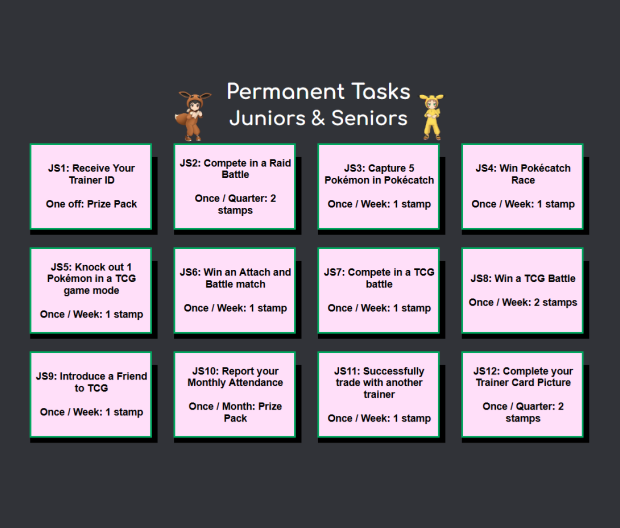 Permanent Tasks
Juniors & Seniors
JS1: Receive Your
Trainer ID
One off: Prize Pack
JS2: Compete in a Raid
Battle
Once / Quarter: 2
stamps
JS3: Capture 5
Pokémon in Pokécatch
Once / Week: 1 stamp
JS4: Win Pokécatch
Race
Once / Week: 1 stamp
JS5: Knock out 1
Pokémon in a TCG
game mode
Once / Week: 1 stamp
JS6: Win an Attach and
Battle match
Once / Week: 1 stamp
JS7: Compete in a TCG
battle
Once / Week: 1 stamp
JS8: Win a TCG Battle
Once / Week: 2 stamps
JS9: Introduce a Friend
to TCG
Once / Week: 1 stamp
JS10: Report your
Monthly Attendance
Once / Month: Prize
Pack
JS11: Successfully
trade with another
trainer
Once / Week: 1 stamp
JS12: Complete your
Trainer Card Picture
Once / Quarter: 2
stamps